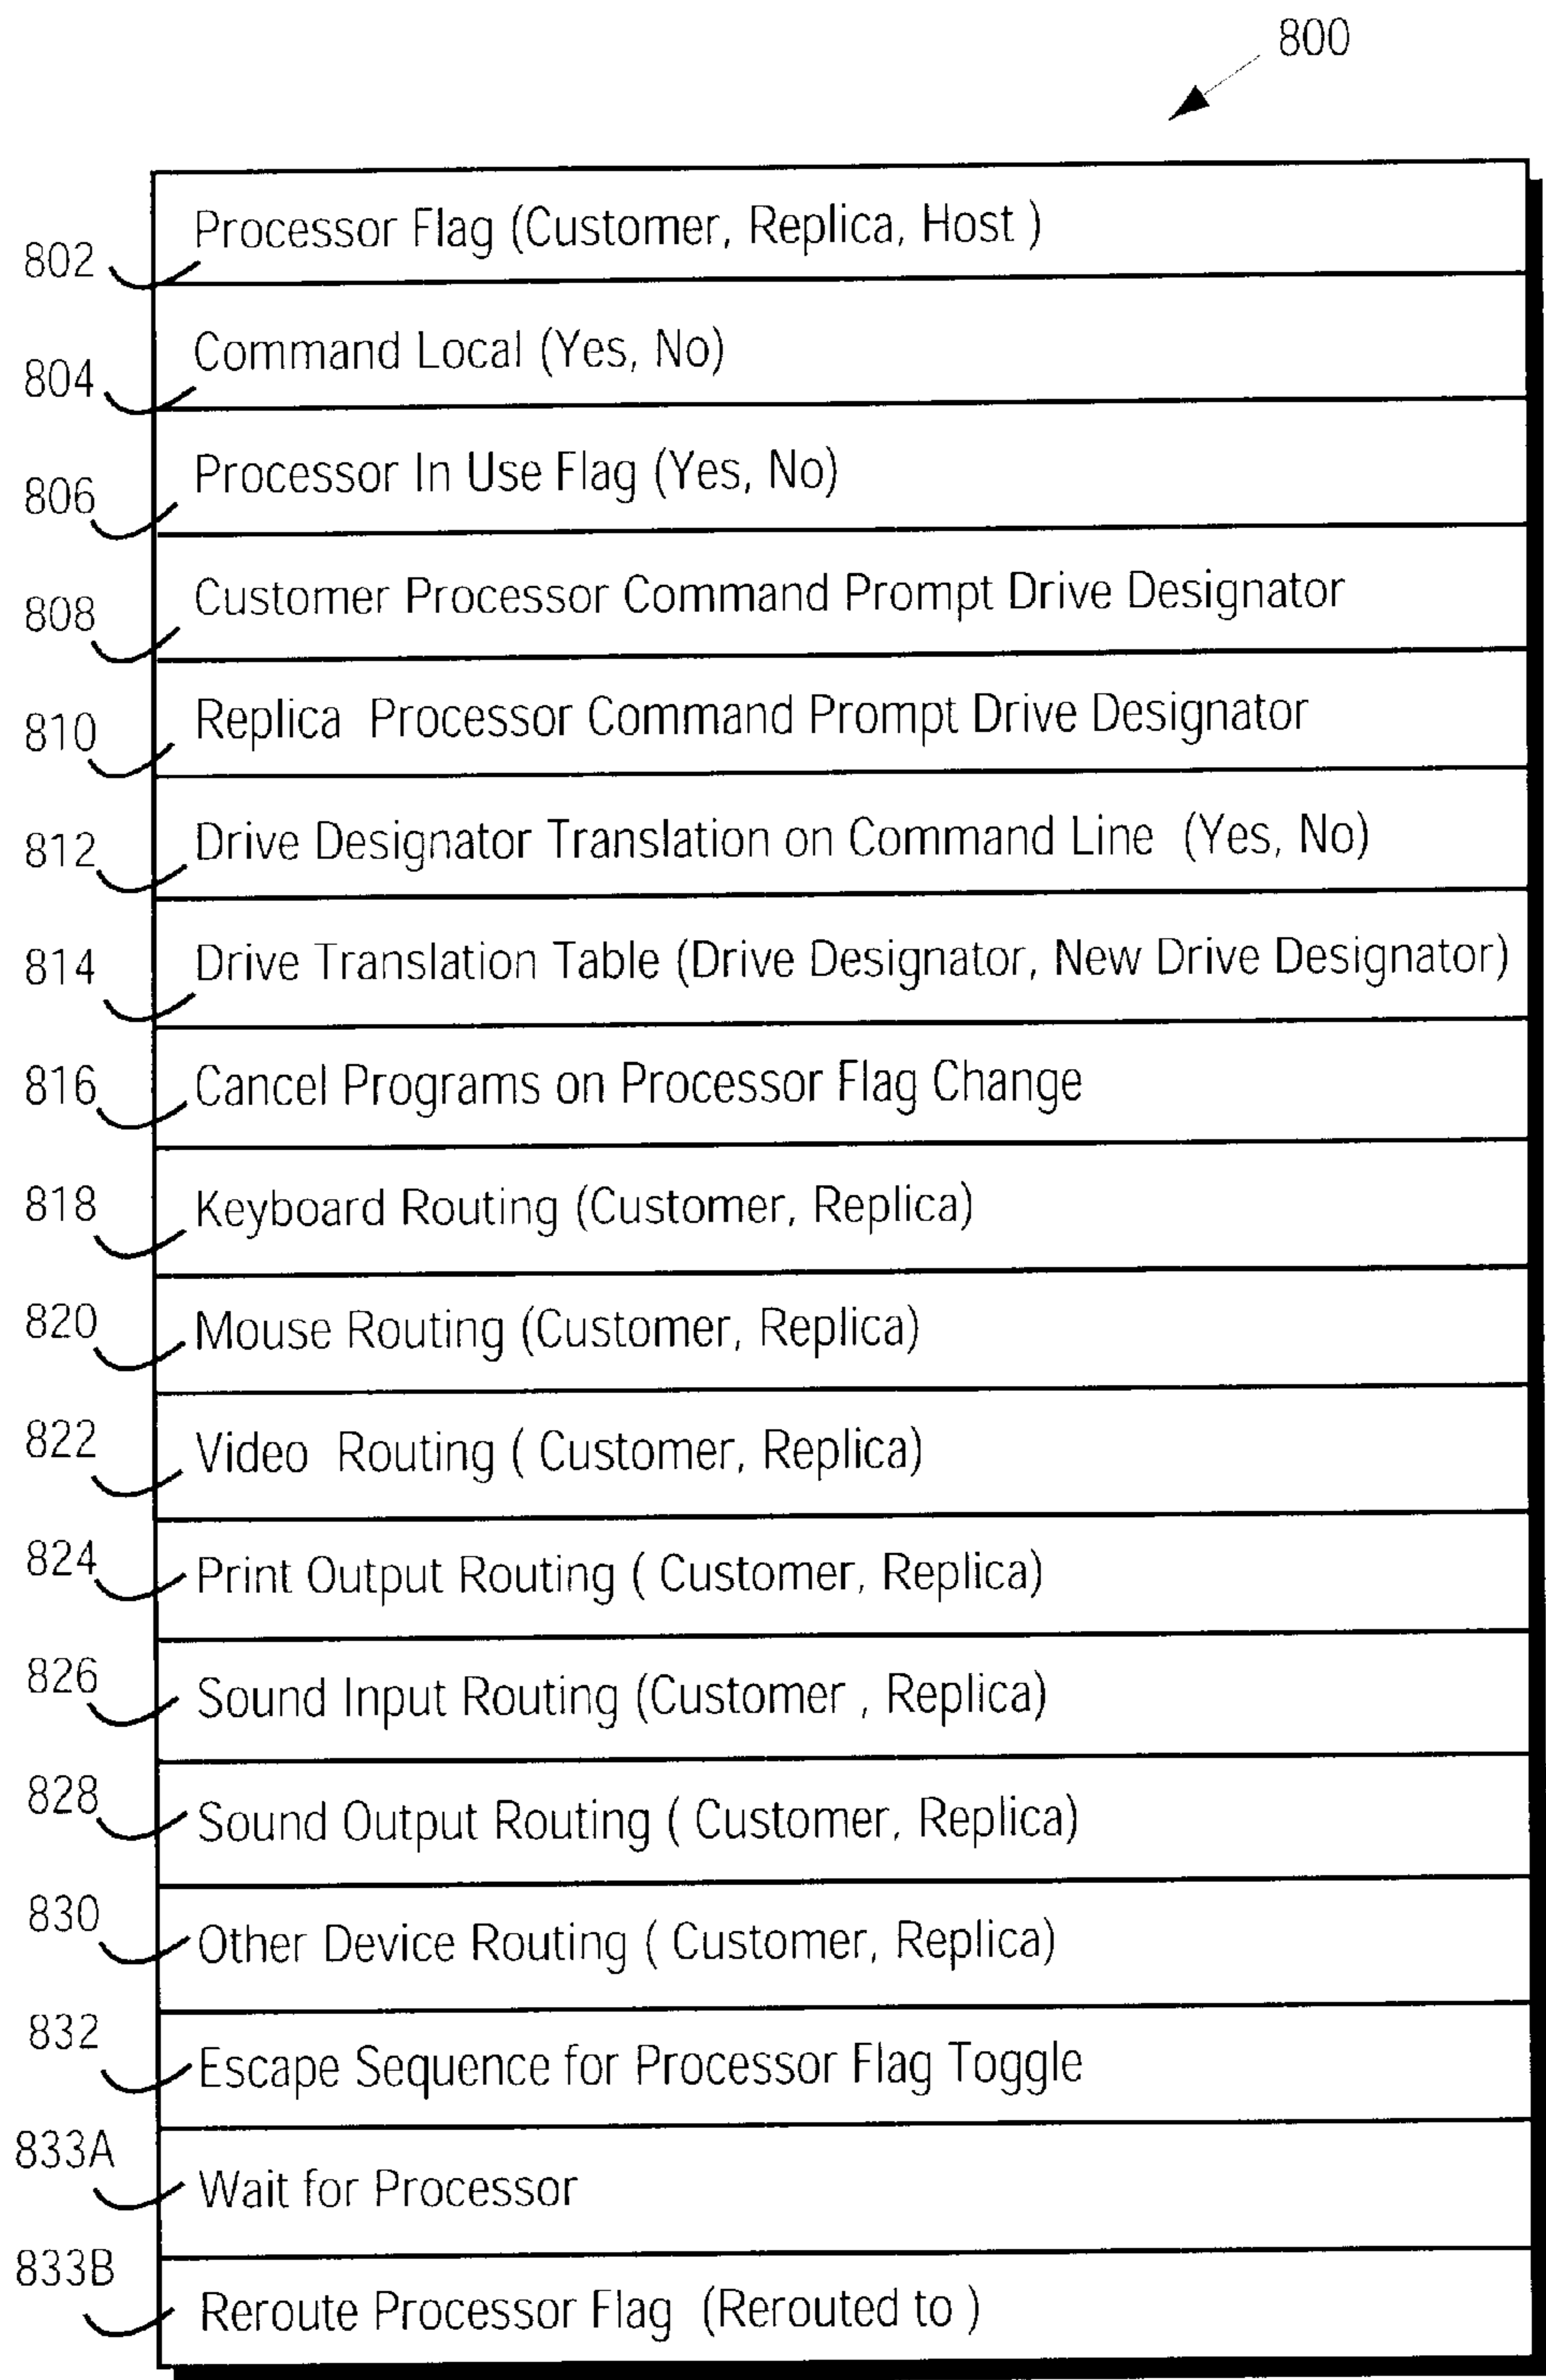 800
802 Processor Flag (Customer, Replica, Host )
804 Command Local (Yes, No)
806 Processor In Use Flag (Yes, No)
808 Customer Processor Command Prompt Drive Designator
810 Replica Processor Command Prompt Drive Designator
812 Drive Designator Translation on Command Line (Yes, No)
814 Drive Translation Table (Drive Designator, New Drive Designator)
816 Cancel Programs on Processor Flag Change
818 Keyboard Routing (Customer, Replica)
820 Mouse Routing (Customer, Replica)
822 Video Routing ( Customer, Replica)
824 Print Output Routing ( Customer, Replica)
826 Sound Input Routing (Customer , Replica)
828 Sound Output Routing ( Customer, Replica)
830 Other Device Routing ( Customer, Replica)
832 Escape Sequence for Processor Flag Toggle
833A Wait for Processor
833B Reroute Processor Flag (Rerouted to )